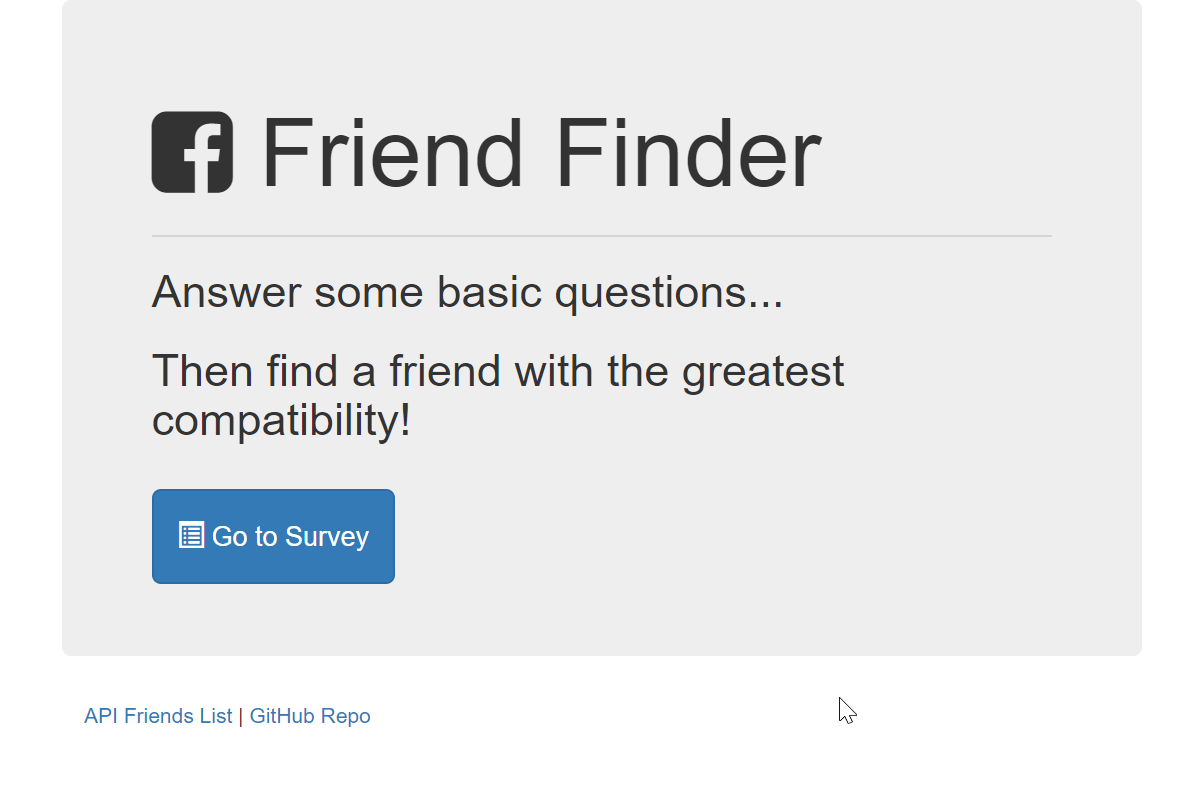 Friend Finder
Answer some basic questions...
Then find a friend with the greatest
compatibility!
Go to Survey
API Friends List | GitHub Repo